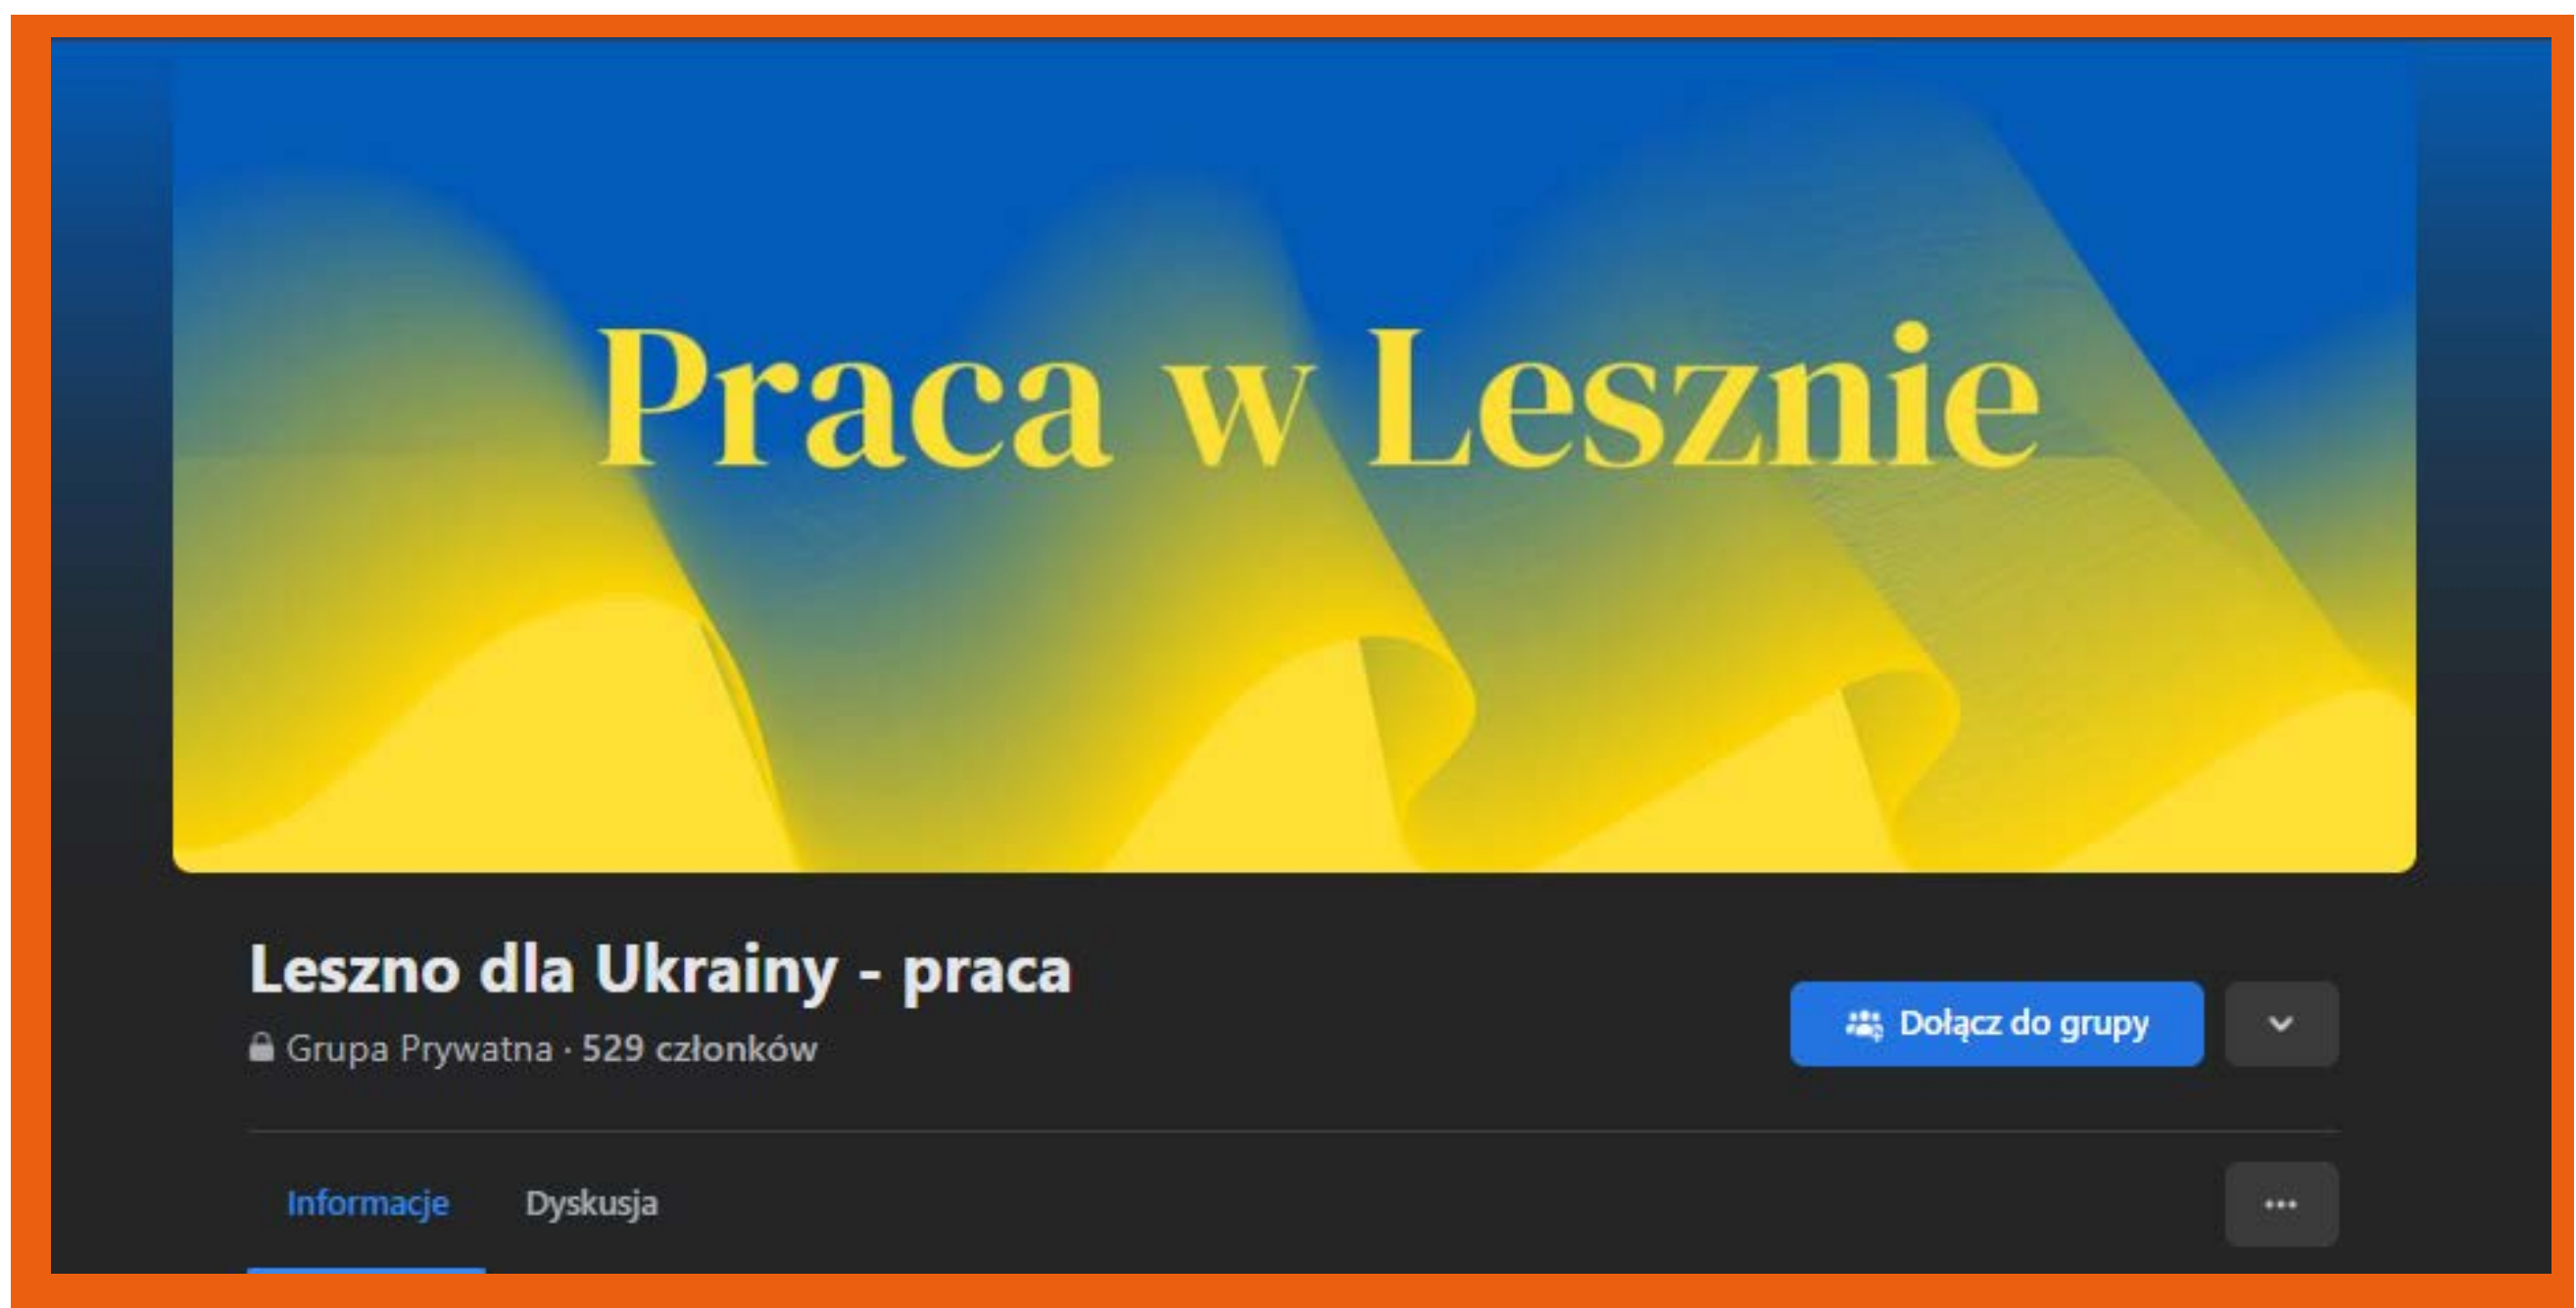 Praca w Lesznie
Leszno dla Ukrainy - praca
Grupa Prywatna · 529 członków
Dołącz do grupy
Informacje Dyskusja